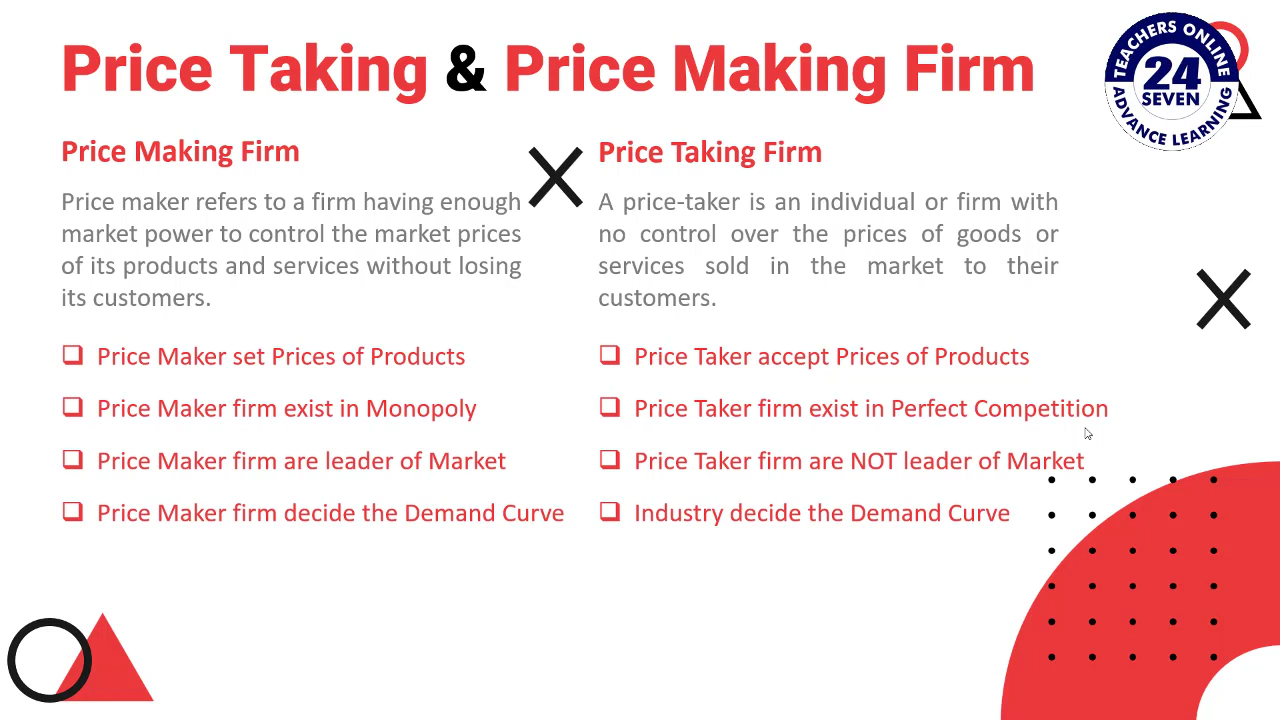 Price Taking & Price Making Firm
TEACHERS ONLINE
24
SEVEN
ADVANCE LEARNING
Price Making Firm
Price maker refers to a firm having enough
market power to control the market prices
of its products and services without losing
its customers.
❑ Price Maker set Prices of Products
❑ Price Maker firm exist in Monopoly
❑ Price Maker firm are leader of Market
❑ Price Maker firm decide the Demand Curve
Price Taking Firm
A price-taker is an individual or firm with
no control over the prices of goods or
services sold in the market to their
customers.
❑ Price Taker accept Prices of Products
❑ Price Taker firm exist in Perfect Competition
❑ Price Taker firm are NOT leader of Market
❑ Industry decide the Demand Curve